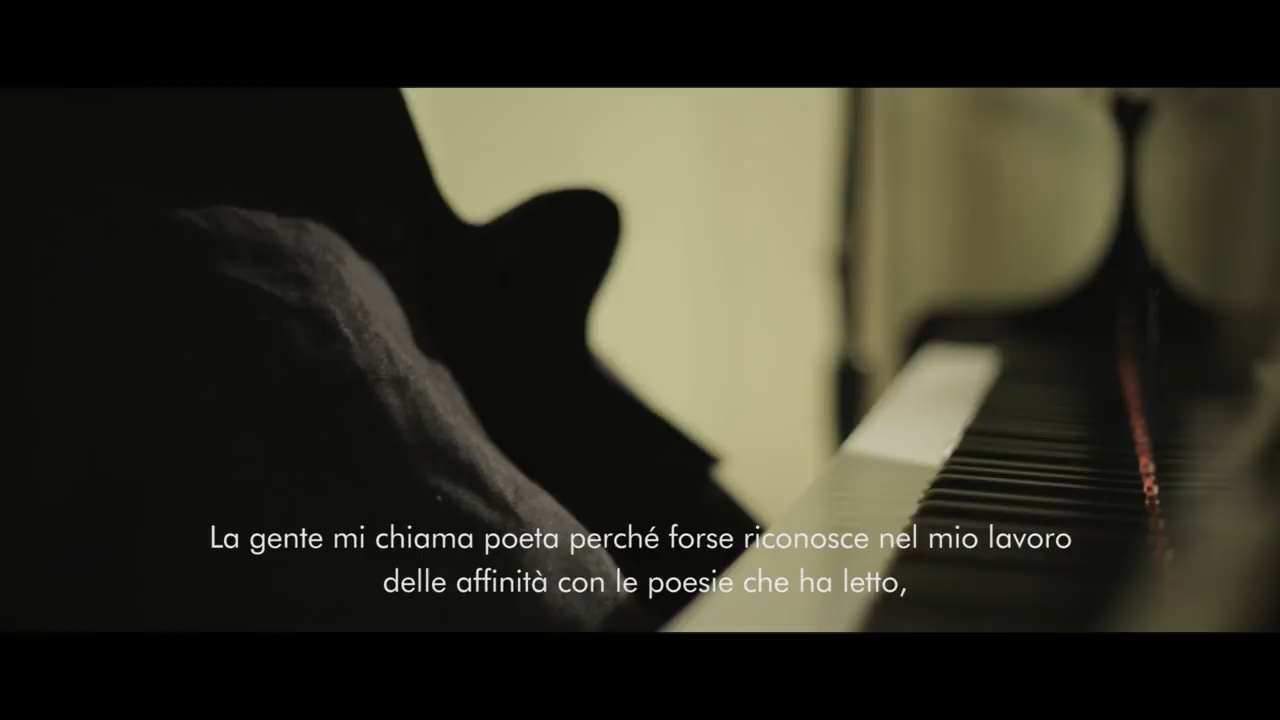 La gente mi chiama poeta perché forse riconosce nel mio lavoro
delle affinità con le poesie che ha letto,